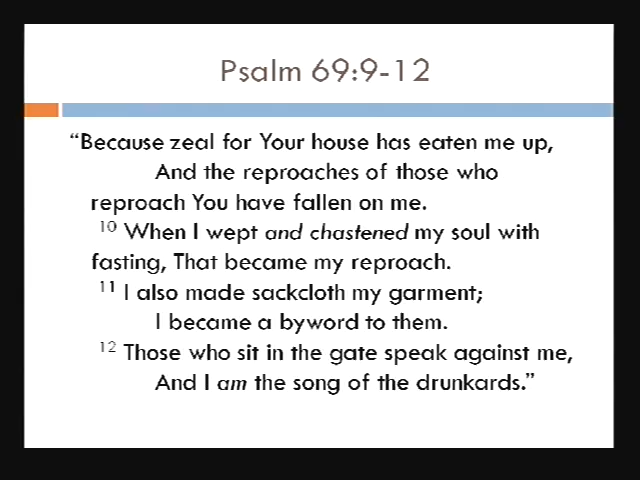 Psalm 69:9-12
“Because zeal for Your house has eaten me up,
And the reproaches of those who
reproach You have fallen on me.
10 When I wept and chastened my soul with
fasting, That became my reproach.
11 I also made sackcloth my garment;
I became a byword to them.
12 Those who sit in the gate speak against me,
And I am the song of the drunkards.”